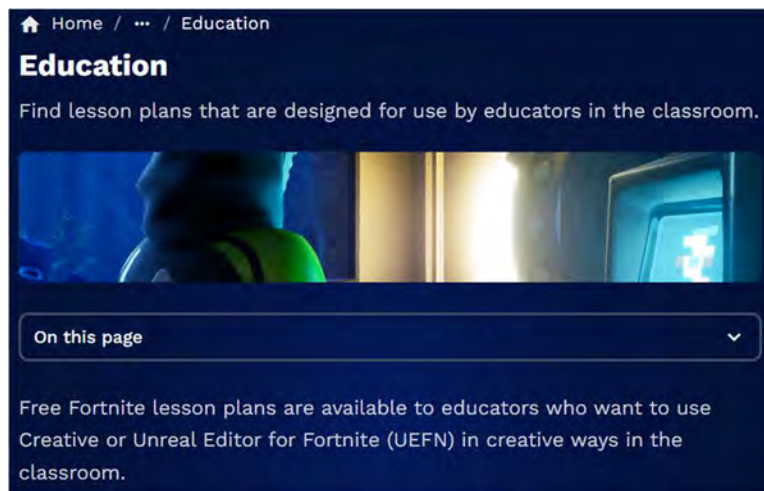 Home / ··· / Education
Education
Find lesson plans that are designed for use by educators in the classroom.
On this page
Free Fortnite lesson plans are available to educators who want to use
Creative or Unreal Editor for Fortnite (UEFN) in creative ways in the
classroom.